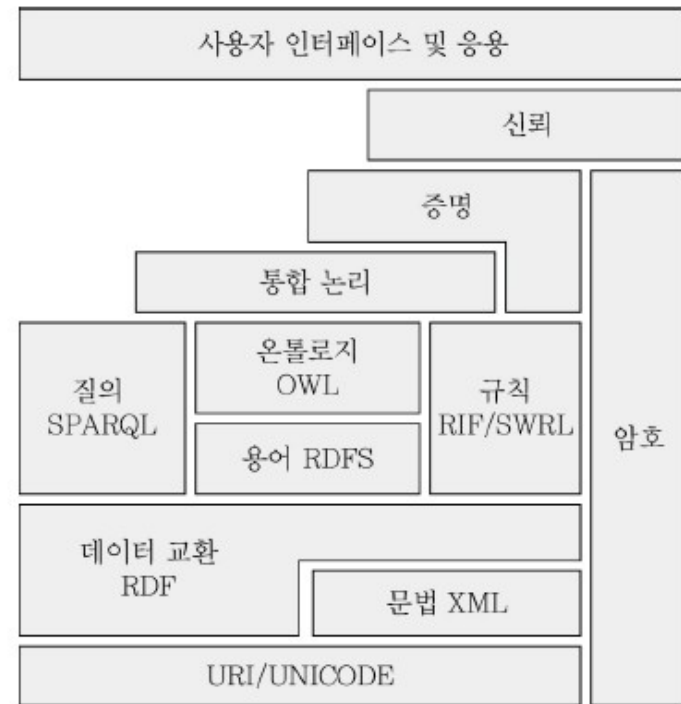 사용자 인터페이스 및 응용
신뢰
증명
통합 논리
질의
SPARQL
온톨로지
OWL
용어 RDFS
규칙
RIF/SWRL
암호
데이터 교환
RDF
문법 XML
URI/UNICODE